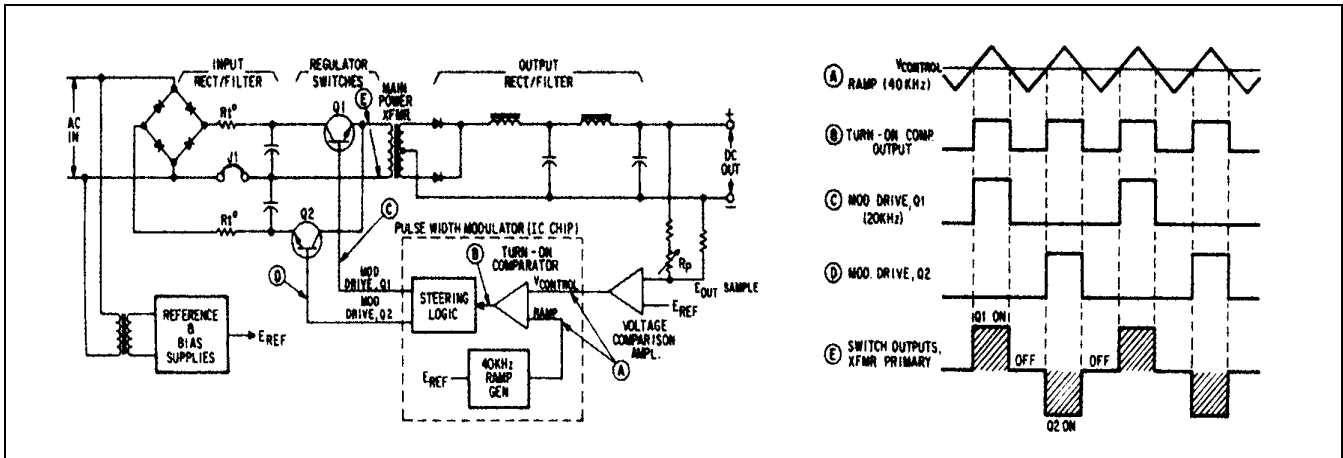 INPUT
RECT/FILTER
REGULATOR
SWITCHES
MAIN
POWER
XFMR
OUTPUT
RECT/FILTER
AC
IN
R1°
J1
R1°
Q1
Q2
E
C
D
+
DC
OUT
−
PULSE WIDTH MODULATOR (IC CHIP)
B
TURN-ON
COMPARATOR
VCONTROL
RAMP
MOD
DRIVE, Q1
MOD
DRIVE, Q2
STEERING
LOGIC
RP
EOUT SAMPLE
EREF
VOLTAGE
COMPARISON
AMPL.
A
EREF
40KHz
RAMP
GEN
REFERENCE
&
BIAS
SUPPLIES
EREF
A VCONTROL
RAMP (40KHz)
B TURN-ON COMP.
OUTPUT
C MOD DRIVE, Q1
(20KHz)
D MOD. DRIVE, Q2
Q1 ON
E SWITCH OUTPUTS,
XFMR PRIMARY
OFF
OFF
Q2 ON